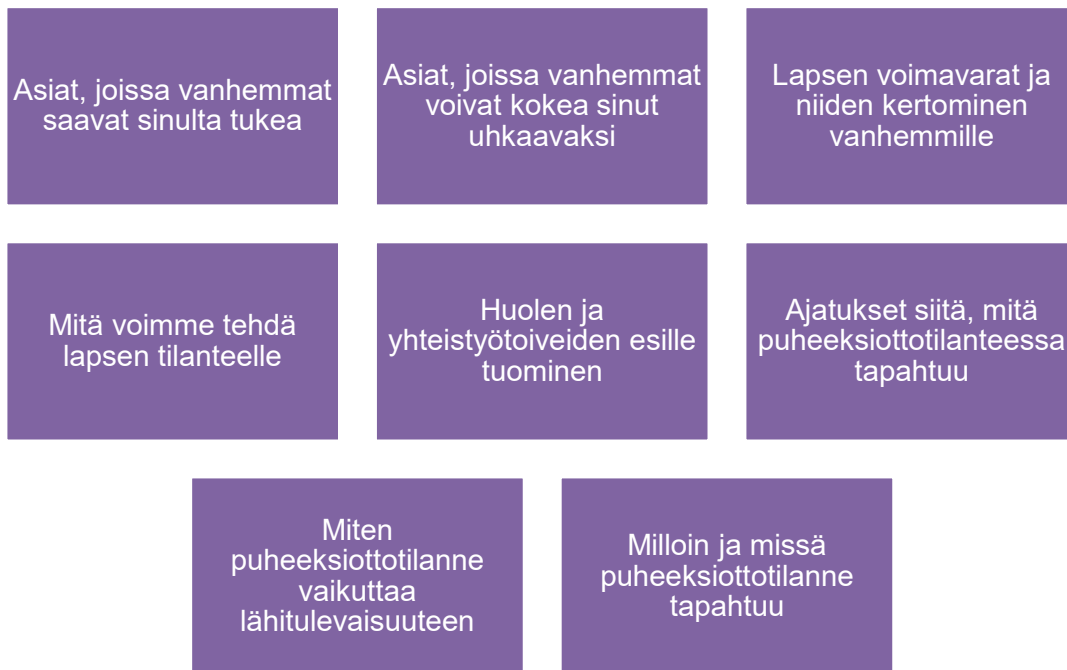 Asiat, joissa vanhemmat
saavat sinulta tukea
Asiat, joissa vanhemmat
voivat kokea sinut
uhkaavaksi
Lapsen voimavarat ja
niiden kertominen
vanhemmille
Mitä voimme tehdä
lapsen tilanteelle
Huolen ja
yhteistyötoiveiden esille
tuominen
Ajatukset siitä, mitä
puheeksiottotilanteessa
tapahtuu
Miten
puheeksiottotilanne
vaikuttaa
lähitulevaisuuteen
Milloin ja missä
puheeksiottotilanne
tapahtuu